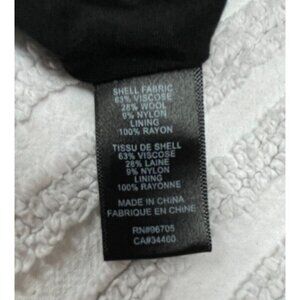 SHELL FABRIC
63% VISCOSE
28% WOOL
9% NYLON
LINING
100% RAYON
TISSU DE SHELL
63% VISCOSE
28% LAINE
9% NYLON
LINING
100% RAYONNE
MADE IN CHINA
FABRIQUE EN CHINE
RN#96705
CA#34460